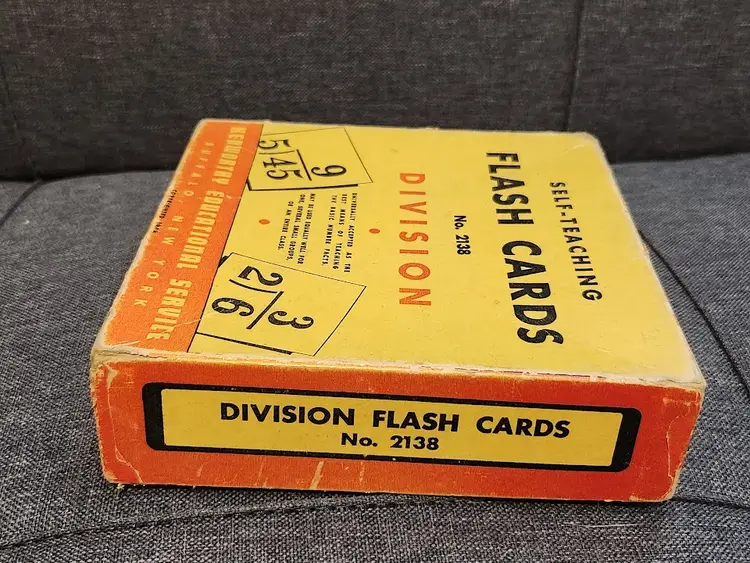 SELF-TEACHING
FLASH CARDS
No. 2138
DIVISION
UNIVERSALLY ACCEPTED AS THE
BEST MEANS OF TEACHING
THE BASIC NUMBER FACTS.
MAY BE USED EQUALLY WELL FOR
ONE, SEVERAL, SMALL GROUPS,
OR AN ENTIRE CLASS.
9
5 45
3
2 6
KENWORTHY EDUCATIONAL SERVICE
BUFFALO NEW YORK
DIVISION FLASH CARDS
No. 2138